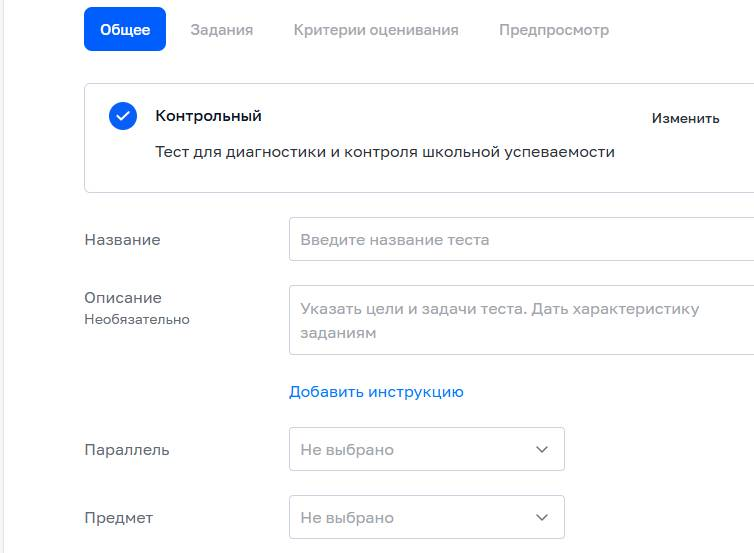 Общее Задания Критерии оценивания Предпросмотр
Контрольный Изменить
Тест для диагностики и контроля школьной успеваемости
Название Введите название теста
Описание Указать цели и задачи теста. Дать характеристику
Необязательно заданиям
Добавить инструкцию
Параллель Не выбрано
Предмет Не выбрано